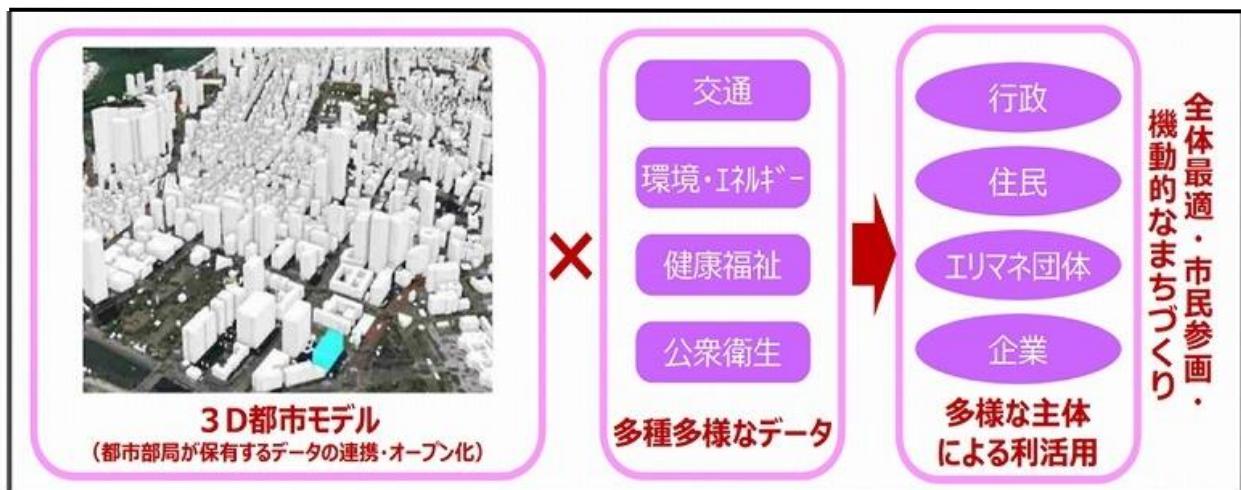 3D都市モデル
(都市部局が保有するデータの連携・オープン化)
×
交通
環境・エネルギー
健康福祉
公衆衛生
多種多様なデータ
行政
住民
エリマネ団体
企業
多様な主体
による利活用
全体最適・市民参画・
機動的なまちづくり